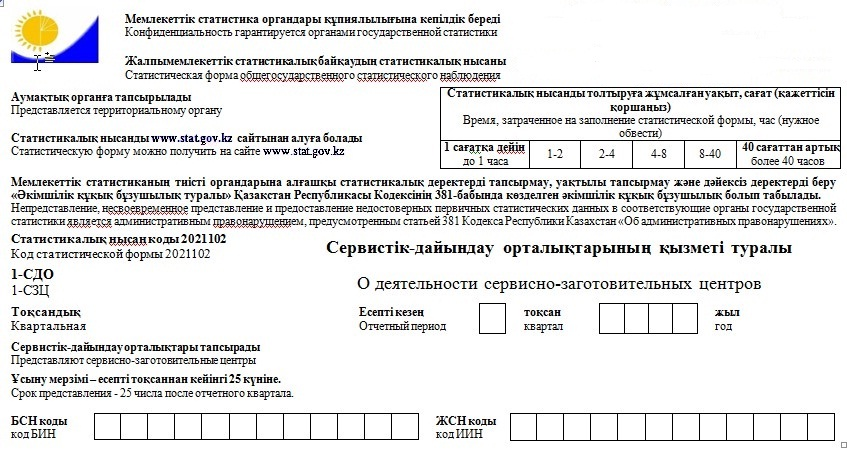 Мемлекеттік статистика органдары құпиялылығына кепілдік береді
Конфиденциальность гарантируется органами государственной статистики
Жалпымемлекеттік статистикалық байқаудың статистикалық нысаны
Статистическая форма общегосударственного статистического наблюдения
Аумақтық органға тапсырылады
Представляется территориальному органу
Статистикалық нысанды www.stat.gov.kz сайтынан алуға болады
Статистическую форму можно получить на сайте www.stat.gov.kz
Статистикалық нысанды толтыруға жұмсалған уақыт, сағат (қажеттісін
қоршаңыз)
Время, затраченное на заполнение статистической формы, час (нужное
обвести)
1 сағатқа дейін
до 1 часа
1-2
2-4
4-8
8-40
40 сағаттан артық
более 40 часов
Мемлекеттік статистиканың тиісті органдарына алғашқы статистикалық деректерді тапсырмау, уақтылы тапсырмау және дәйексіз деректерді беру
«Әкімшілік құқық бұзушылық туралы» Қазақстан Республикасы Кодексінің 381-бабында көзделген әкімшілік құқық бұзушылық болып табылады.
Непредставление, несвоевременное представление и предоставление недостоверных первичных статистических данных в соответствующие органы государственной
статистики является административным правонарушением, предусмотренным статьей 381 Кодекса Республики Казахстан «Об административных правонарушениях».
Статистикалық нысан коды 2021102
Код статистической формы 2021102
Сервистік-дайындау орталықтарының қызметі туралы
1-СДО
1-СЗЦ
О деятельности сервисно-заготовительных центров
Тоқсандық
Квартальная
Есепті кезең
Отчетный период
тоқсан
квартал
жыл
год
Сервистік-дайындау орталықтары тапсырады
Представляют сервисно-заготовительные центры
Ұсыну мерзімі – есепті тоқсаннан кейінгі 25 күніне.
Срок представления - 25 числа после отчетного квартала.
БСН коды
код БИН
ЖСН коды
код ИИН